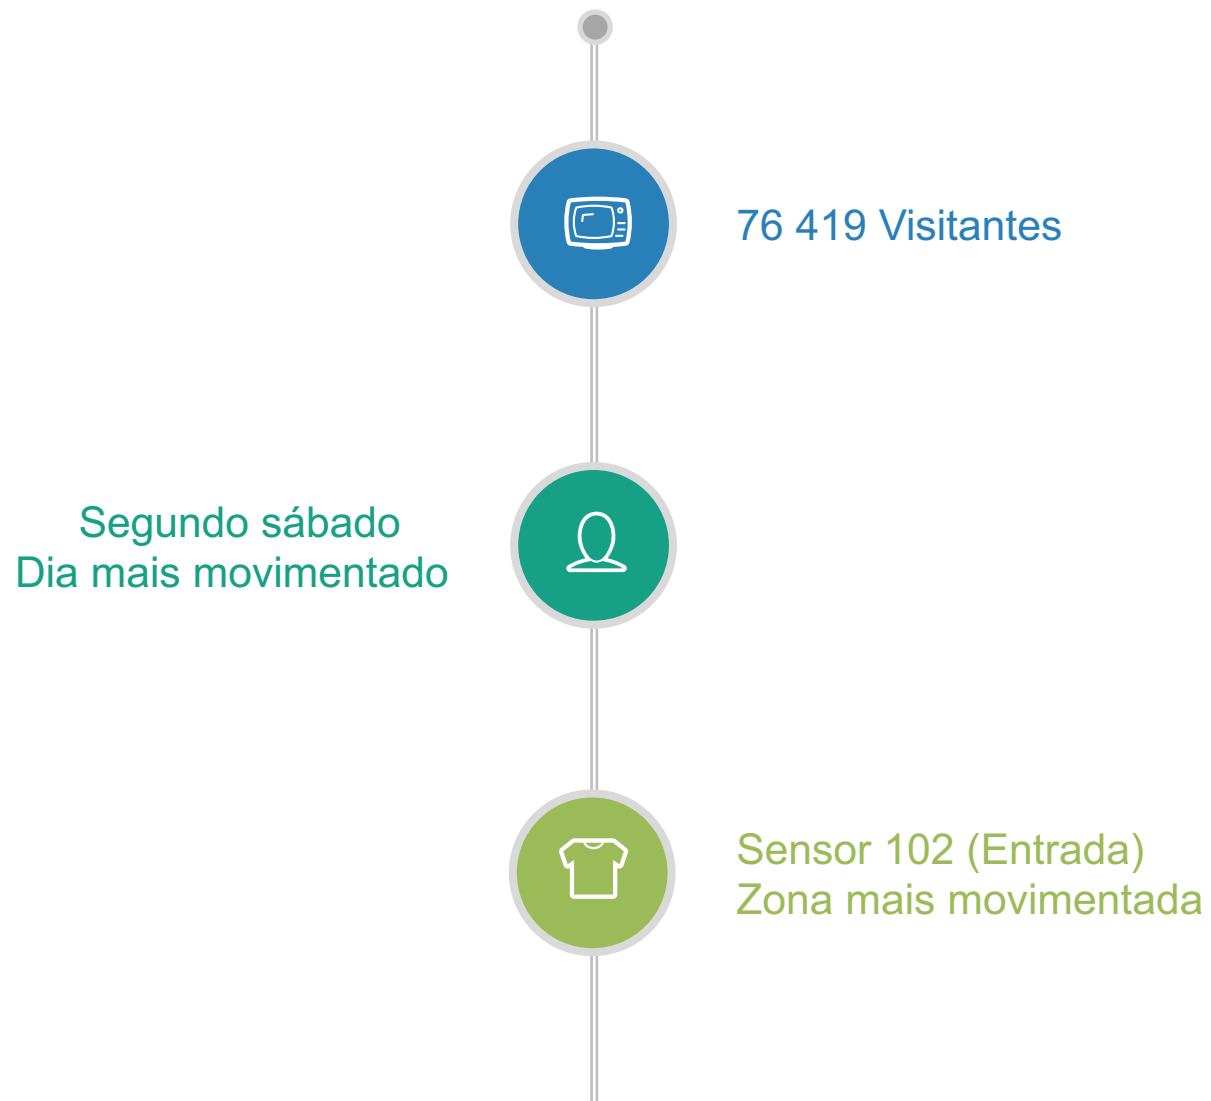 76 419 Visitantes
Segundo sábado
Dia mais movimentado
Sensor 102 (Entrada)
Zona mais movimentada